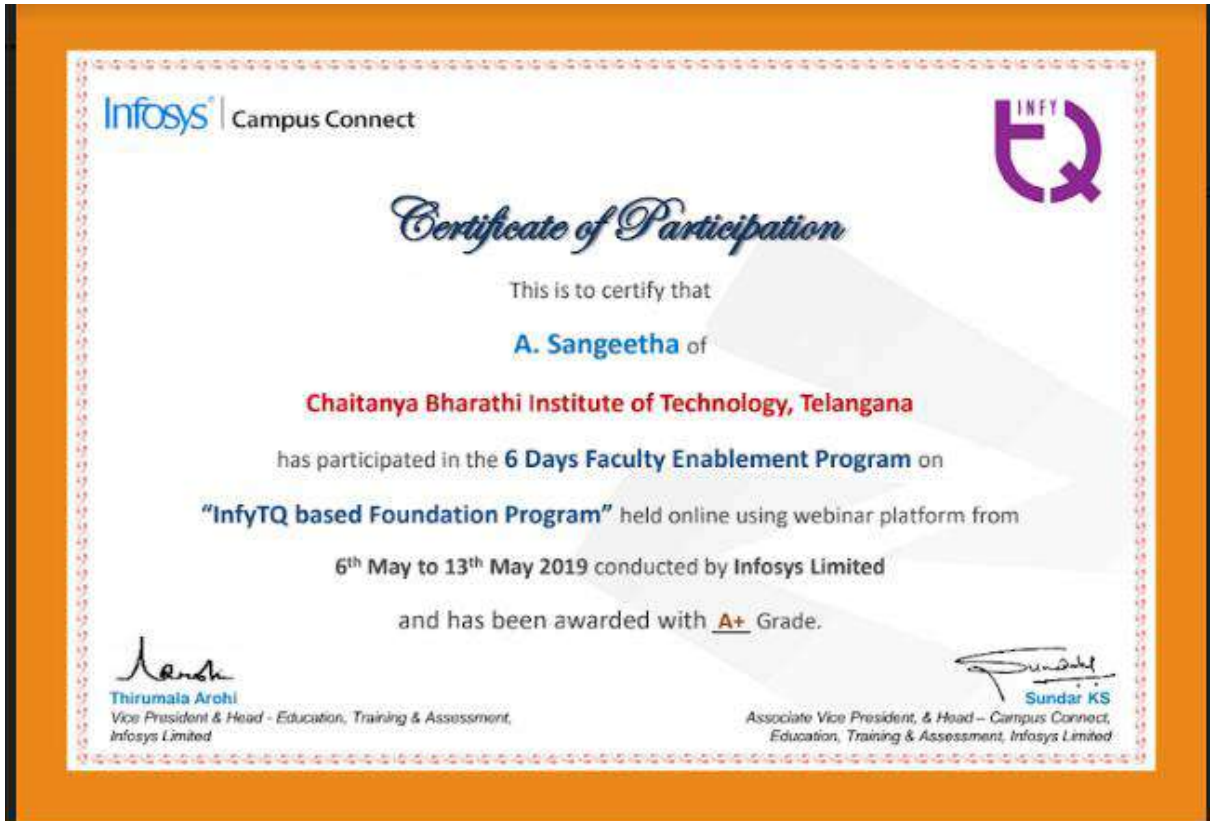 Infosys® | Campus Connect
INFY TQ
Certificate of Participation
This is to certify that
A. Sangeetha of
Chaitanya Bharathi Institute of Technology, Telangana
has participated in the 6 Days Faculty Enablement Program on
“InfyTQ based Foundation Program” held online using webinar platform from
6th May to 13th May 2019 conducted by Infosys Limited
and has been awarded with A+ Grade.
Thirumala Arohi
Vice President & Head - Education, Training & Assessment,
Infosys Limited
Sundar KS
Associate Vice President, & Head – Campus Connect,
Education, Training & Assessment, Infosys Limited